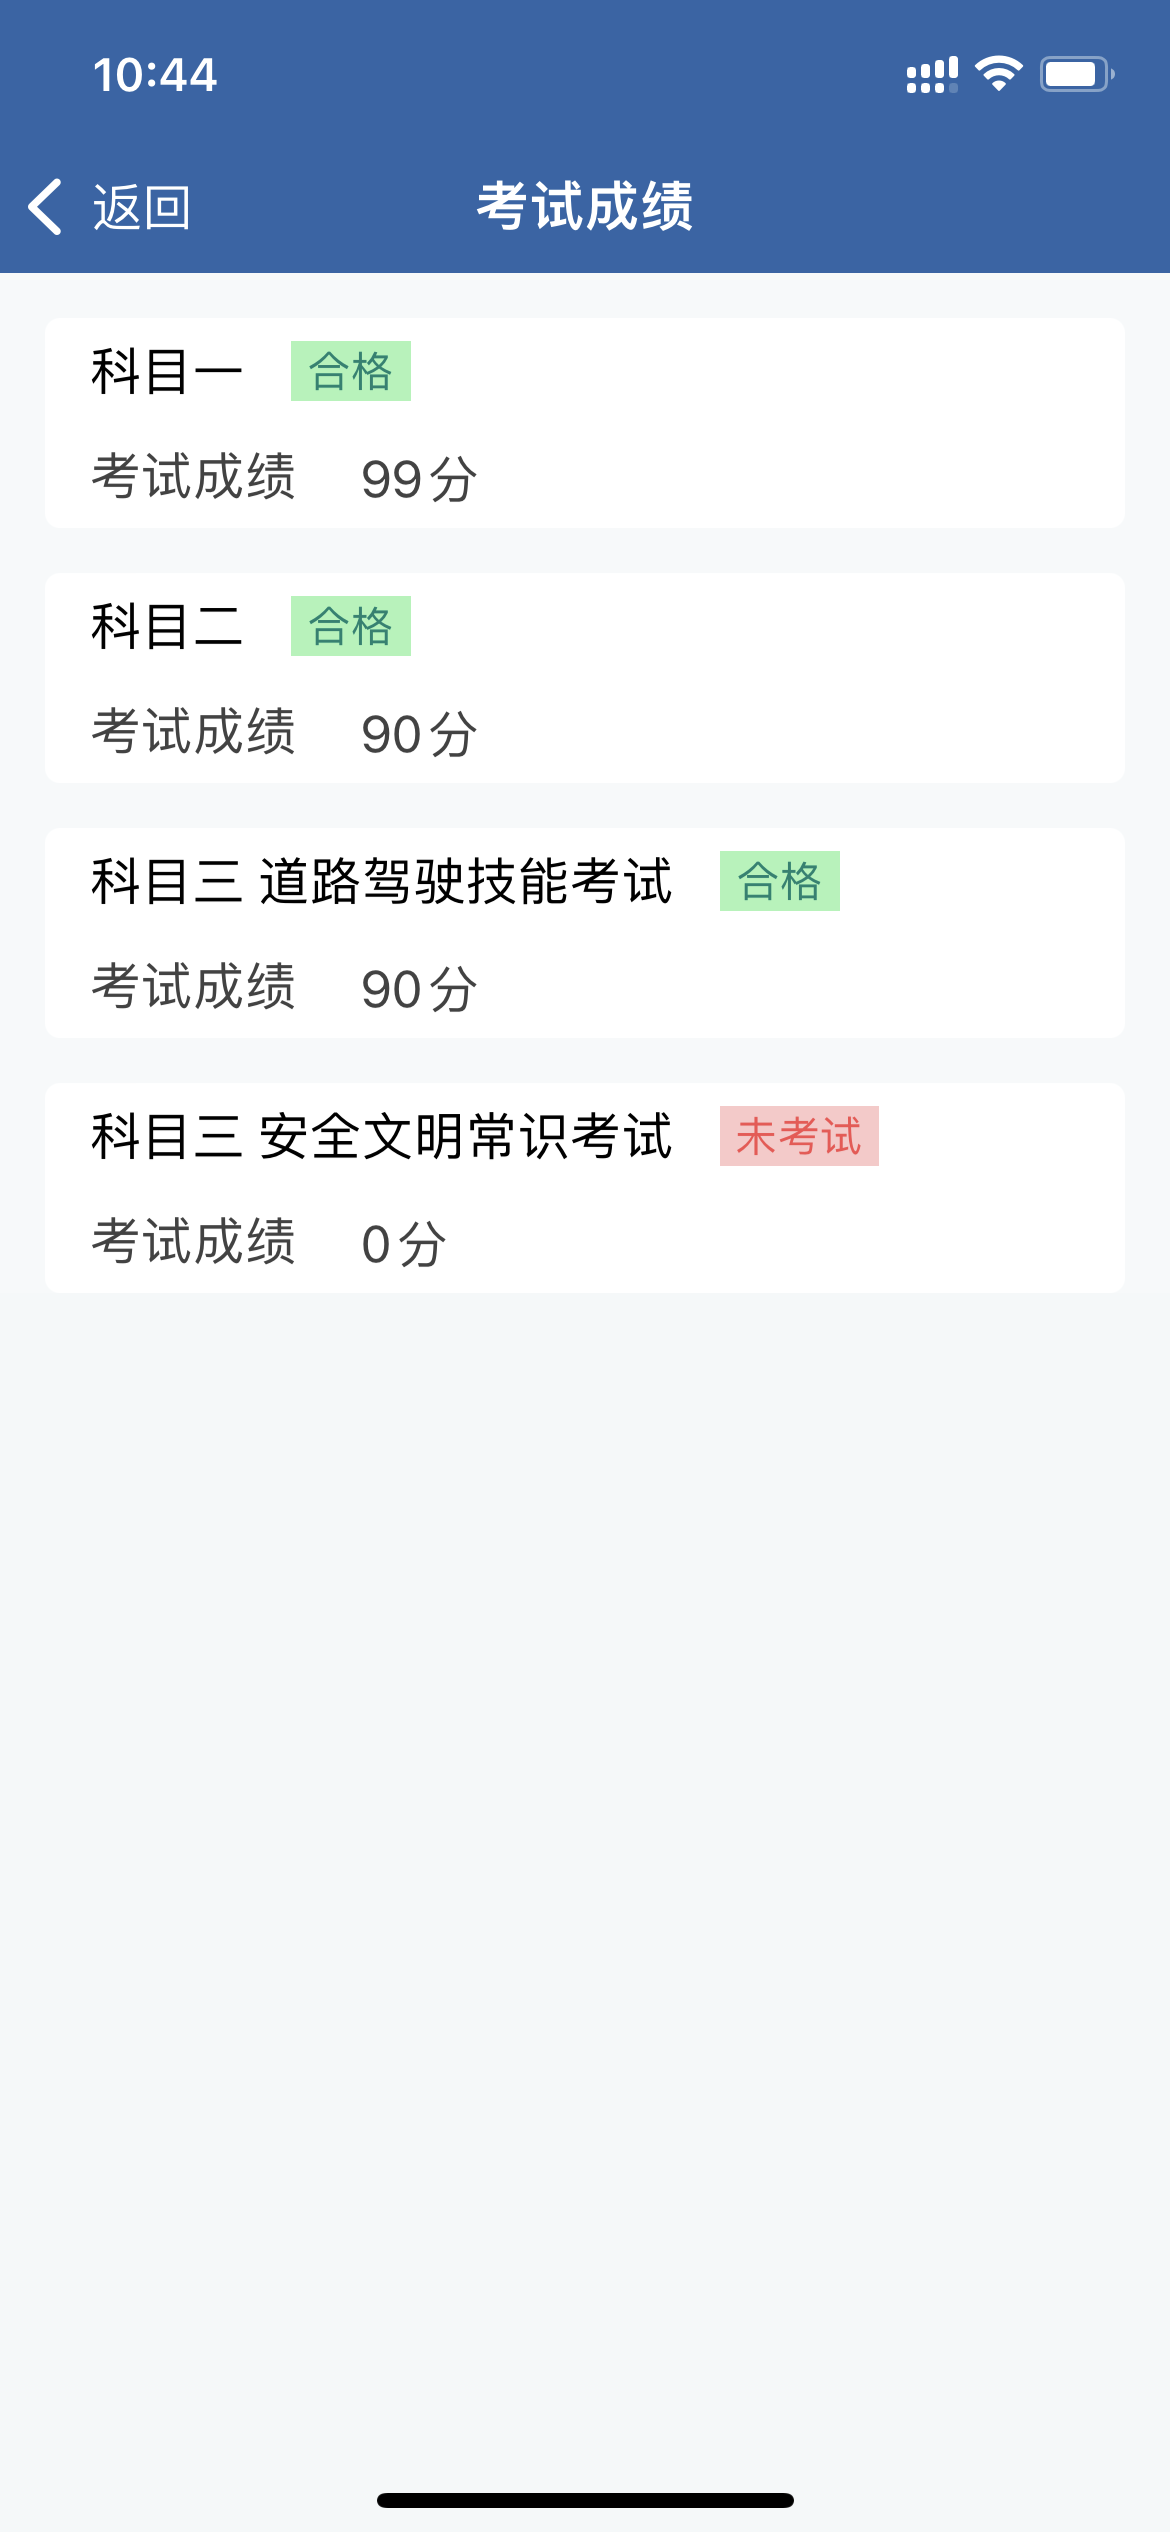 10:44
返回
考试成绩
科目一 合格
考试成绩 99分
科目二 合格
考试成绩 90分
科目三 道路驾驶技能考试 合格
考试成绩 90分
科目三 安全文明常识考试 未考试
考试成绩 0分